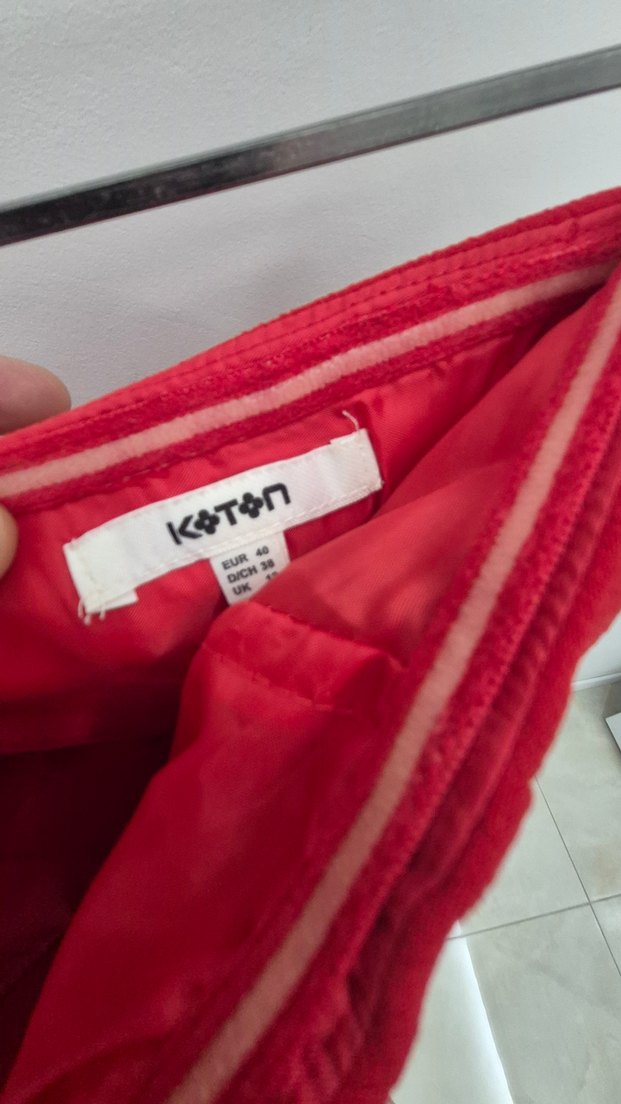 KOTON
EUR 40
D/CH 38
UK